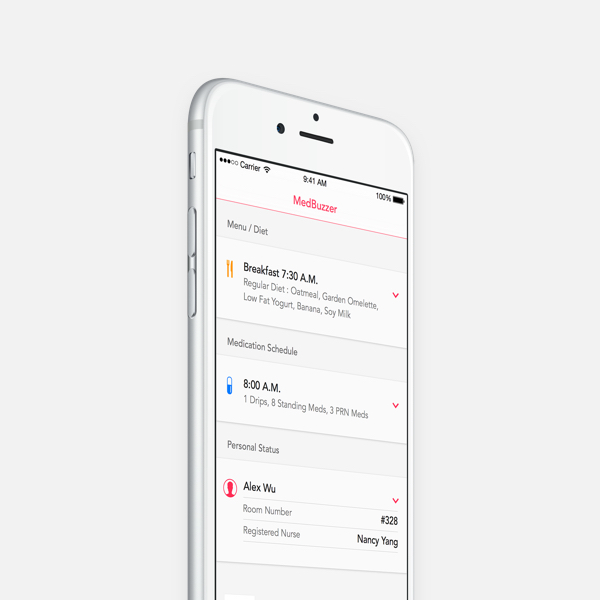 Carrier 9:41 AM 100%
MedBuzzer
Menu / Diet
Breakfast 7:30 A.M.
Regular Diet : Oatmeal, Garden Omelette,
Low Fat Yogurt, Banana, Soy Milk
Medication Schedule
8:00 A.M.
1 Drips, 8 Standing Meds, 3 PRN Meds
Personal Status
Alex Wu
Room Number #328
Registered Nurse Nancy Yang